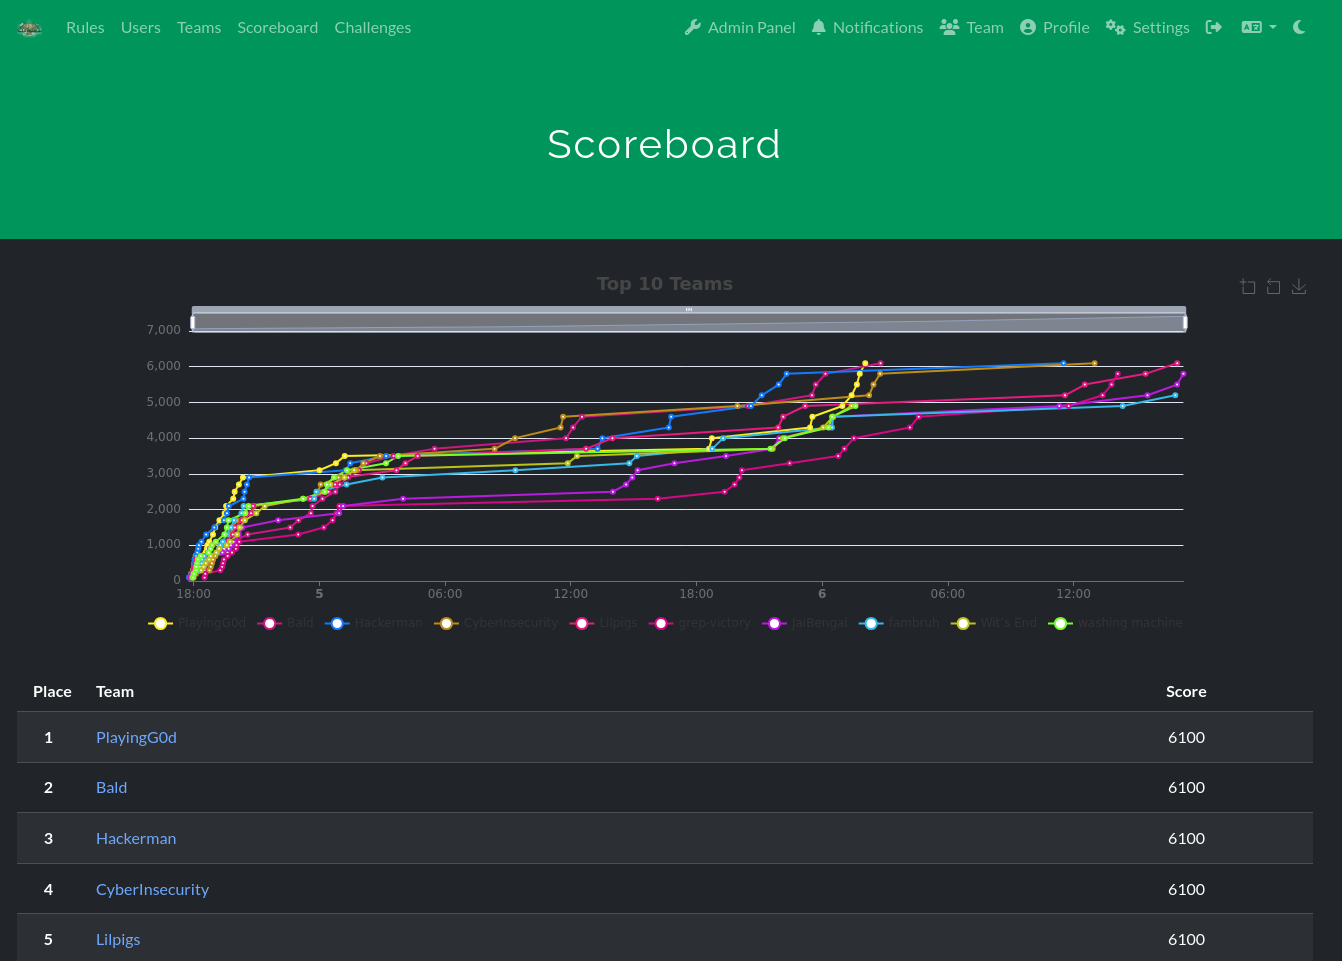 Rules Users Teams Scoreboard Challenges Admin Panel Notifications Team Profile Settings
Scoreboard
Top 10 Teams
7,000
6,000
5,000
4,000
3,000
2,000
1,000
0
18:00 5 06:00 12:00 18:00 6 06:00 12:00
PlayingG0d Bald Hackerman CyberInsecurity Lilpigs grep-victory JaiBengal fambruh Wit's End washing machine
Place Team Score
1 PlayingG0d 6100
2 Bald 6100
3 Hackerman 6100
4 CyberInsecurity 6100
5 Lilpigs 6100